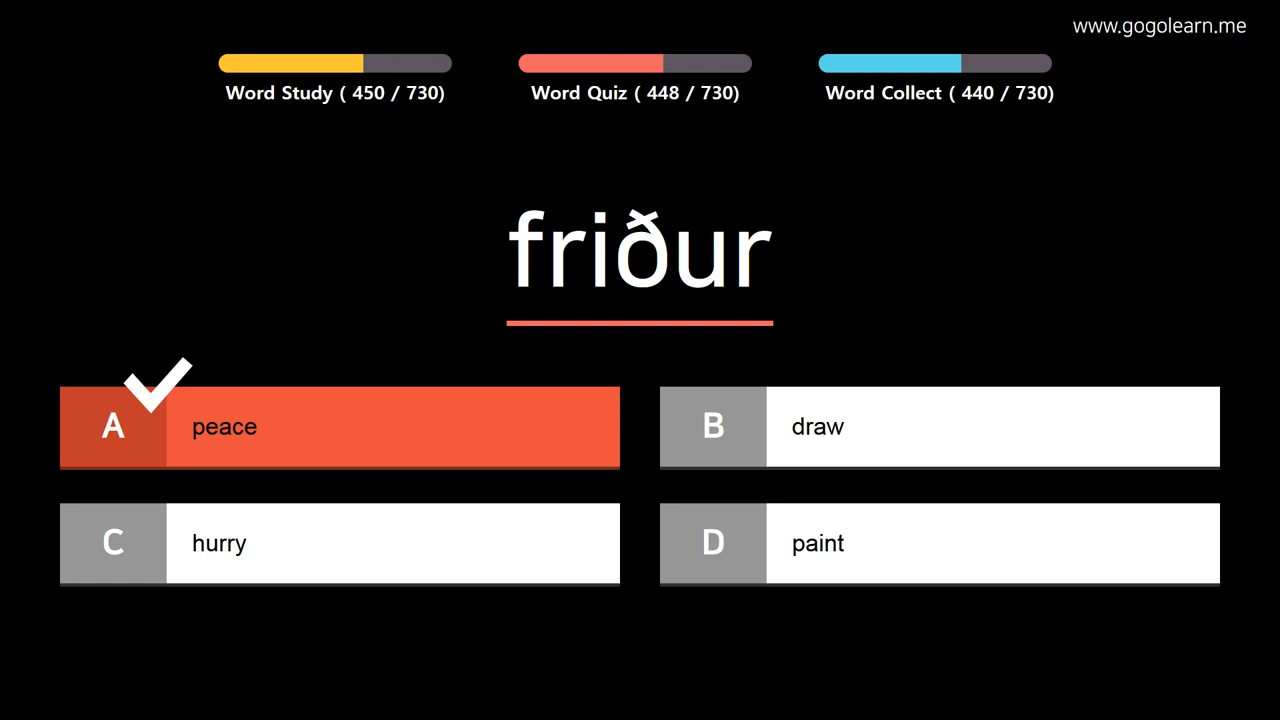 www.gogolearn.me
Word Study ( 450 / 730)
Word Quiz ( 448 / 730)
Word Collect ( 440 / 730)
friður
A peace
B draw
C hurry
D paint